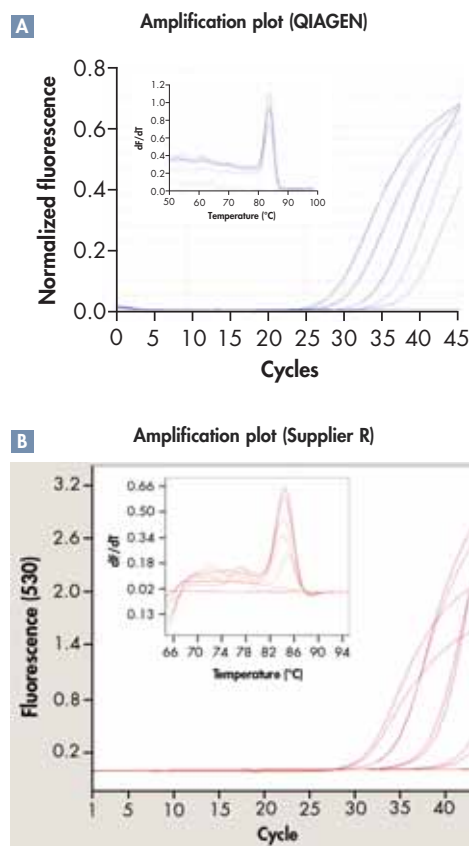 A
Amplification plot (QIAGEN)
0.8
0.6
0.4
0.2
0.0
Normalized fluorescence
0 5 10 15 20 25 30 35 40 45
Cycles
1.2
1.0
0.8
0.6
0.4
0.2
0.0
dF/dT
50 60 70 80 90 100
Temperature (°C)
B
Amplification plot (Supplier R)
3.2
2.6
2.0
1.4
0.8
0.2
Fluorescence (530)
1 5 10 15 20 25 30 35 40
Cycle
0.66
0.50
0.34
0.18
0.02
0.13
dF/dT
66 70 74 78 82 86 90 94
Temperature (°C)